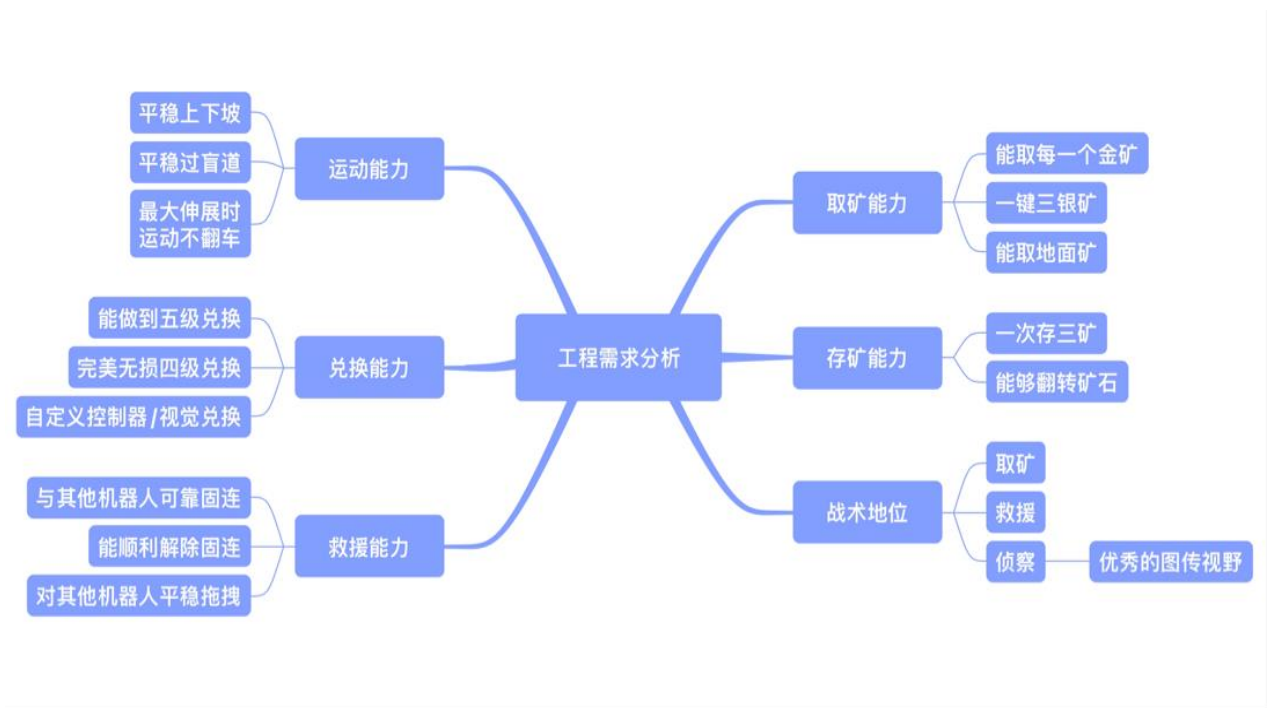 工程需求分析
运动能力
平稳上下坡
平稳过盲道
最大伸展时
运动不翻车
兑换能力
能做到五级兑换
完美无损四级兑换
自定义控制器/视觉兑换
救援能力
与其他机器人可靠固连
能顺利解除固连
对其他机器人平稳拖拽
取矿能力
能取每一个金矿
一键三银矿
能取地面矿
存矿能力
一次存三矿
能够翻转矿石
战术地位
取矿
救援
侦察
优秀的图传视野